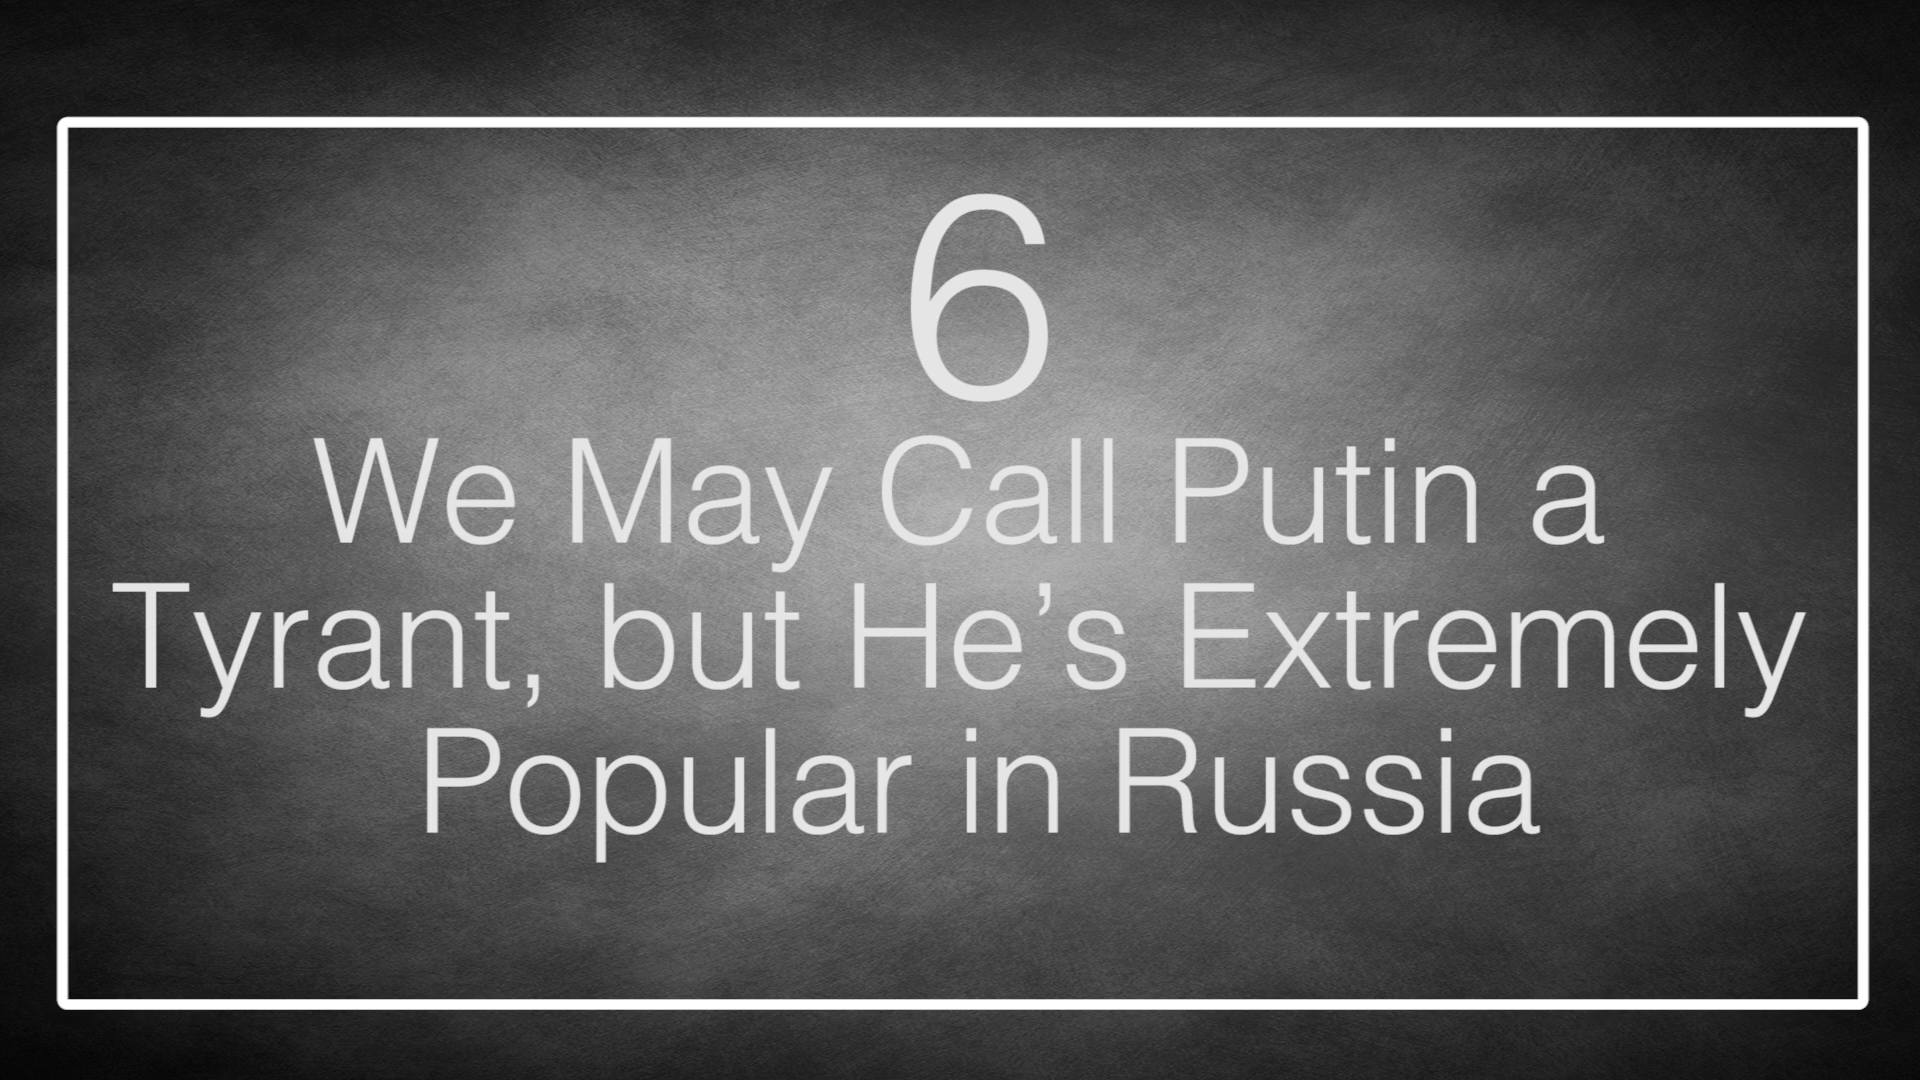 6
We May Call Putin a
Tyrant, but He’s Extremely
Popular in Russia